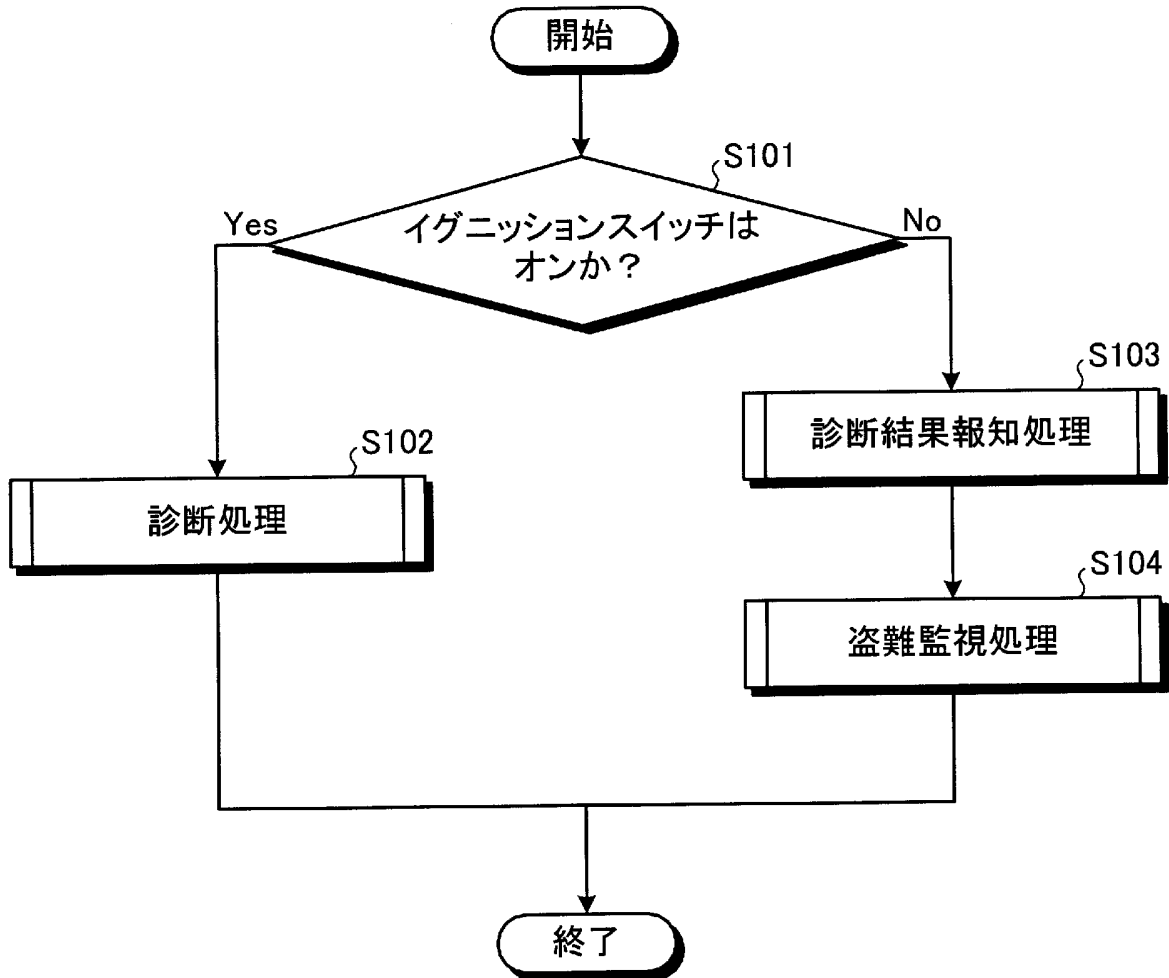 開始
S101
イグニッションスイッチは
オンか？
Yes
No
S103
診断結果報知処理
S102
診断処理
S104
盗難監視処理
終了